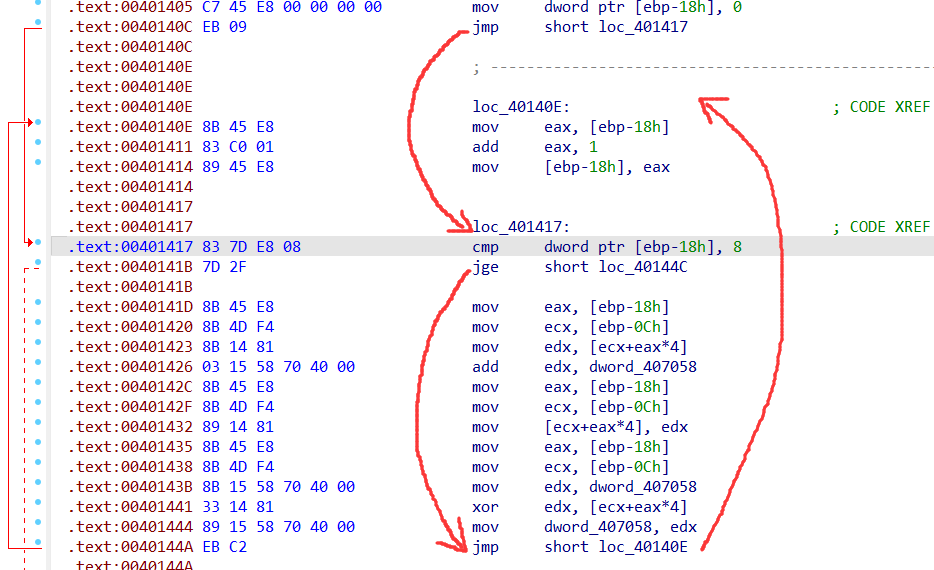 .text:00401405 C7 45 E8 00 00 00 00 mov dword ptr [ebp-18h], 0
.text:0040140C EB 09 jmp short loc_401417
.text:0040140C
.text:0040140E ; ------------------------------------------------
.text:0040140E
.text:0040140E loc_40140E: ; CODE XREF
.text:0040140E 8B 45 E8 mov eax, [ebp-18h]
.text:00401411 83 C0 01 add eax, 1
.text:00401414 89 45 E8 mov [ebp-18h], eax
.text:00401414
.text:00401417
.text:00401417 loc_401417: ; CODE XREF
.text:00401417 83 7D E8 08 cmp dword ptr [ebp-18h], 8
.text:0040141B 7D 2F jge short loc_40144C
.text:0040141B
.text:0040141D 8B 45 E8 mov eax, [ebp-18h]
.text:00401420 8B 4D F4 mov ecx, [ebp-0Ch]
.text:00401423 8B 14 81 mov edx, [ecx+eax*4]
.text:00401426 03 15 58 70 40 00 add edx, dword_407058
.text:0040142C 8B 45 E8 mov eax, [ebp-18h]
.text:0040142F 8B 4D F4 mov ecx, [ebp-0Ch]
.text:00401432 89 14 81 mov [ecx+eax*4], edx
.text:00401435 8B 45 E8 mov eax, [ebp-18h]
.text:00401438 8B 4D F4 mov ecx, [ebp-0Ch]
.text:0040143B 8B 15 58 70 40 00 mov edx, dword_407058
.text:00401441 33 14 81 xor edx, [ecx+eax*4]
.text:00401444 89 15 58 70 40 00 mov dword_407058, edx
.text:0040144A EB C2 jmp short loc_40140E
.text:0040144A